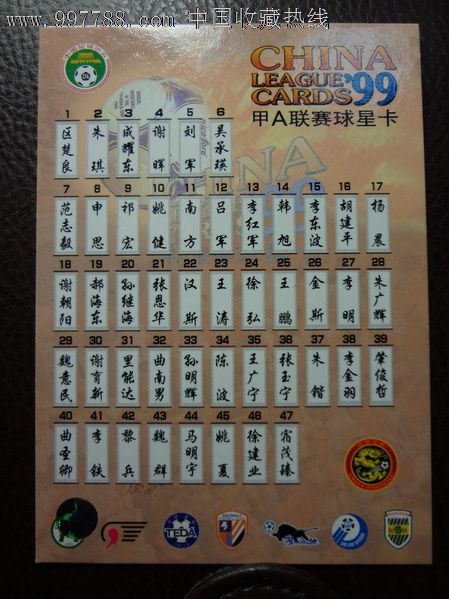 www.997788.com 中国收藏热线
CHINA
LEAGUE '99
CARDS
甲A联赛球星卡
1 2 3 4 5 6
区楚良 朱琪 成耀东 谢晖 刘军 吴承瑛
7 8 9 10 11 12 13 14 15 16 17
范志毅 申思 祁宏 姚健 南方 吕军 李红军 韩旭 李东波 胡建平 杨晨
18 19 20 21 22 23 24 25 26 27 28
谢朝阳 郝海东 孙继海 张恩华 汉斯 王涛 徐弘 王鹏 金斯 李明 朱广辉
29 30 31 32 33 34 35 36 37 38 39
魏意民 谢育新 里能达 曲南男 孙明辉 陈波 王广宁 张玉宁 朱锴 李金羽 肇俊哲
40 41 42 43 44 45 46 47
曲圣卿 李铁 黎兵 魏群 马明宇 姚夏 徐建业 宿茂臻
TEDA